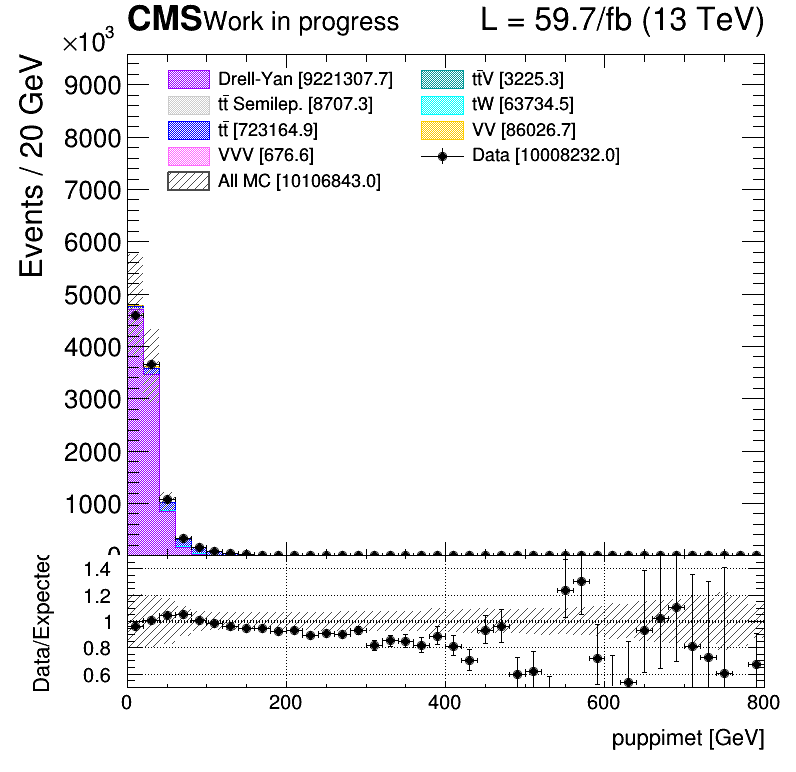 CMS Work in progress L = 59.7/fb (13 TeV)
×10³
Events / 20 GeV
Drell-Yan [9221307.7]
tt̄V [3225.3]
tt̄ Semilep. [8707.3]
tW [63734.5]
tt̄ [723164.9]
VV [86026.7]
VVV [676.6]
Data [10008232.0]
All MC [10106843.0]
9000
8000
7000
6000
5000
4000
3000
2000
1000
0
Data/Expected
1.4
1.2
1
0.8
0.6
0 200 400 600 800
puppimet [GeV]